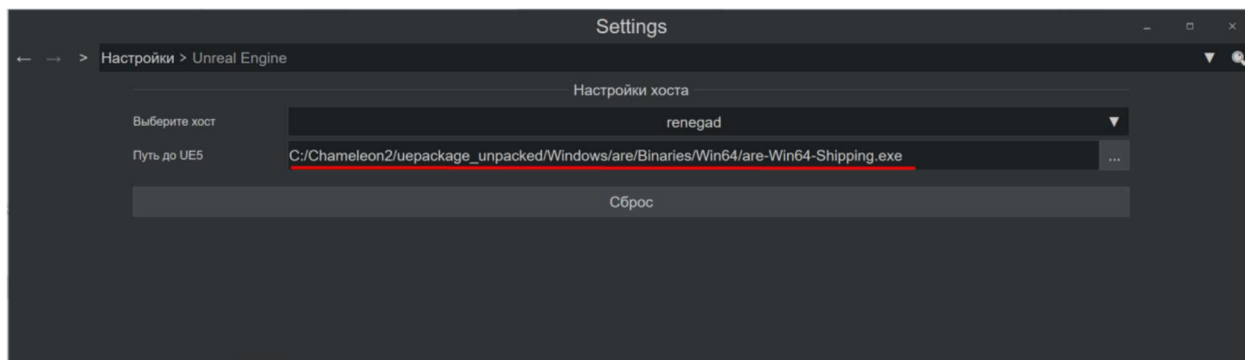 Settings
← → > Настройки > Unreal Engine
Настройки хоста
Выберите хост renegad
Путь до UE5 C:/Chameleon2/uepackage_unpacked/Windows/are/Binaries/Win64/are-Win64-Shipping.exe ...
Сброс